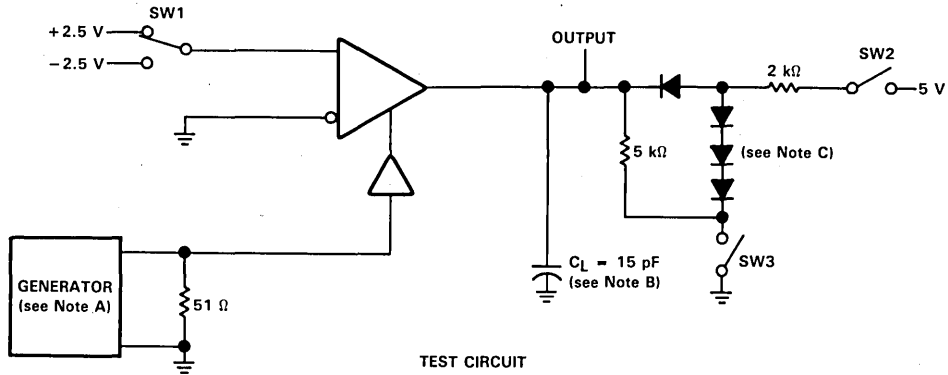 SW1
+2.5 V
−2.5 V
OUTPUT
SW2
2 kΩ
5 V
5 kΩ
(see Note C)
SW3
CL = 15 pF
(see Note B)
GENERATOR
(see Note A)
51 Ω
TEST CIRCUIT